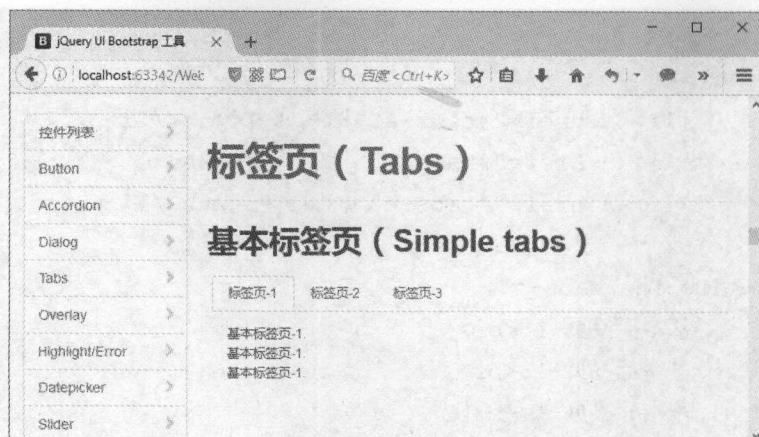 jQuery UI Bootstrap 工具
localhost:63342/Web
百度 <Ctrl+K>
控件列表
Button
Accordion
Dialog
Tabs
Overlay
Highlight/Error
Datepicker
Slider
标签页（Tabs）
基本标签页（Simple tabs）
标签页-1 标签页-2 标签页-3
基本标签页-1.
基本标签页-1.
基本标签页-1.